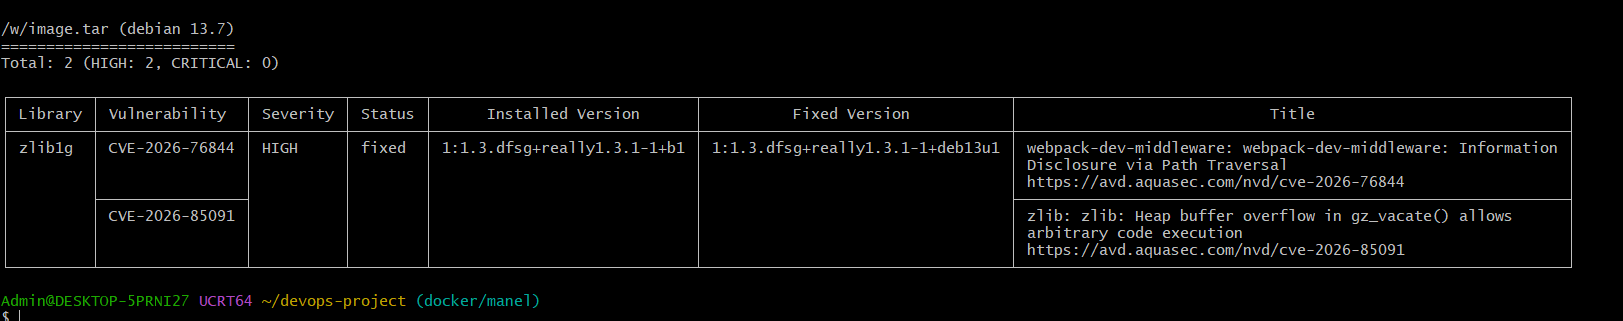 /w/image.tar (debian 13.7)
==========================
Total: 2 (HIGH: 2, CRITICAL: 0)
Library Vulnerability Severity Status Installed Version Fixed Version Title
zlib1g CVE-2026-76844 HIGH fixed 1:1.3.dfsg+really1.3.1-1+b1 1:1.3.dfsg+really1.3.1-1+deb13u1 webpack-dev-middleware: webpack-dev-middleware: Information
Disclosure via Path Traversal
https://avd.aquasec.com/nvd/cve-2026-76844
CVE-2026-85091 zlib: zlib: Heap buffer overflow in gz_vacate() allows
arbitrary code execution
https://avd.aquasec.com/nvd/cve-2026-85091
Admin@DESKTOP-5PRNI27 UCRT64 ~/devops-project (docker/manel)
$